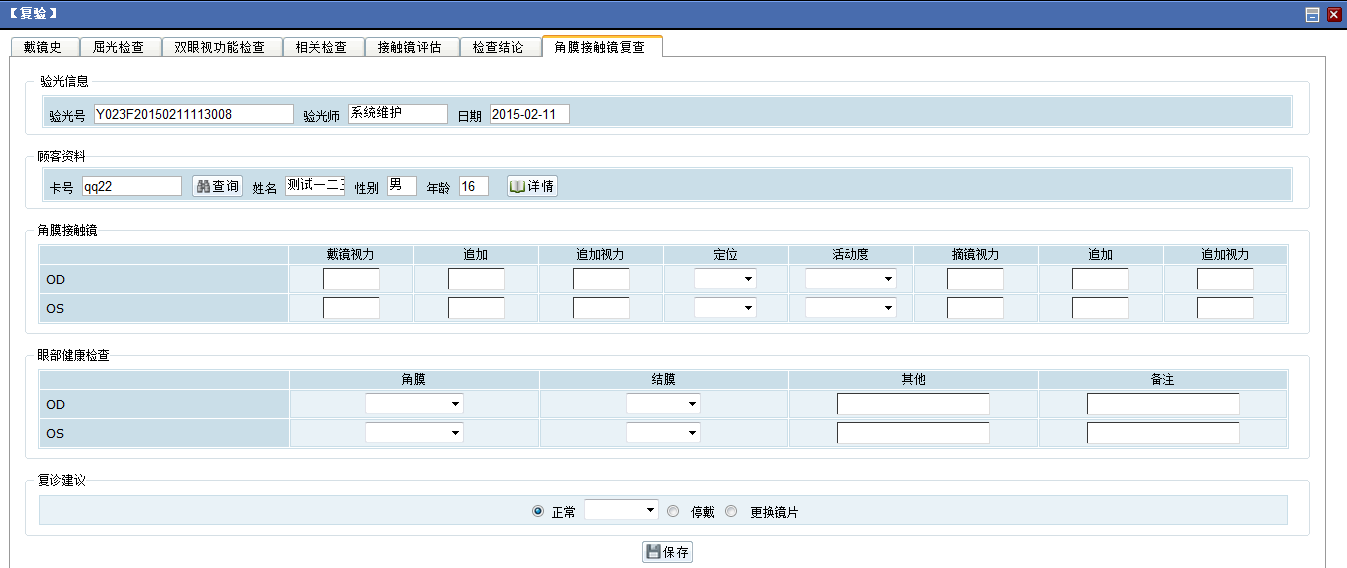 【复验】
戴镜史 屈光检查 双眼视功能检查 相关检查 接触镜评估 检查结论 角膜接触镜复查
验光信息
验光号 Y023F20150211113008 验光师 系统维护 日期 2015-02-11
顾客资料
卡号 qq22 查询 姓名 测试一二 性别 男 年龄 16 详情
角膜接触镜
戴镜视力 追加 追加视力 定位 活动度 摘镜视力 追加 追加视力
OD
OS
眼部健康检查
角膜 结膜 其他 备注
OD
OS
复诊建议
正常 停戴 更换镜片
保存